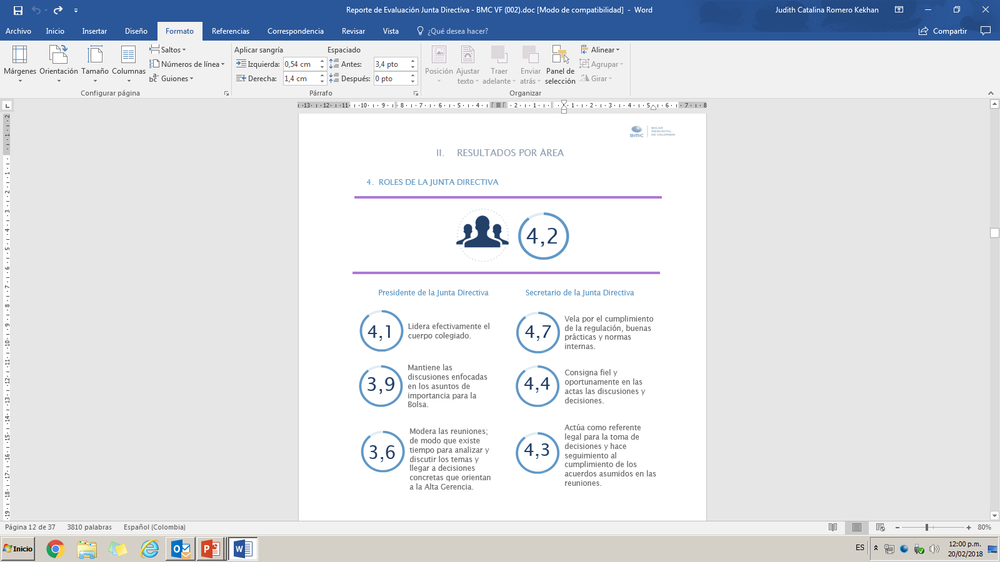 Reporte de Evaluación Junta Directiva - BMC VF (002).doc [Modo de compatibilidad] - Word
Judith Catalina Romero Kekhan
Archivo Inicio Insertar Diseño Formato Referencias Correspondencia Revisar Vista ¿Qué desea hacer? Compartir
Márgenes Orientación Tamaño Columnas
Saltos
Números de línea
Guiones
Configurar página
Aplicar sangría Espaciado
Izquierda: 0,54 cm Antes: 3,4 pto
Derecha: 1,4 cm Después: 0 pto
Párrafo
Posición
Ajustar texto
Traer adelante
Enviar atrás
Panel de selección
Alinear
Agrupar
Girar
Organizar
BMC BOLSA
MERCANTIL
DE COLOMBIA
II. RESULTADOS POR ÁREA
4. ROLES DE LA JUNTA DIRECTIVA
4,2
Presidente de la Junta Directiva
4,1
Lidera efectivamente el
cuerpo colegiado.
3,9
Mantiene las
discusiones enfocadas
en los asuntos de
importancia para la
Bolsa.
3,6
Modera las reuniones;
de modo que existe
tiempo para analizar y
discutir los temas y
llegar a decisiones
concretas que orientan
a la Alta Gerencia.
Secretario de la Junta Directiva
4,7
Vela por el cumplimiento
de la regulación, buenas
prácticas y normas
internas.
4,4
Consigna fiel y
oportunamente en las
actas las discusiones y
decisiones.
4,3
Actúa como referente
legal para la toma de
decisiones y hace
seguimiento al
cumplimiento de los
acuerdos asumidos en las
reuniones.
Página 12 de 37 3810 palabras Español (Colombia) 80%
Inicio
ES
12:00 p.m.
20/02/2018